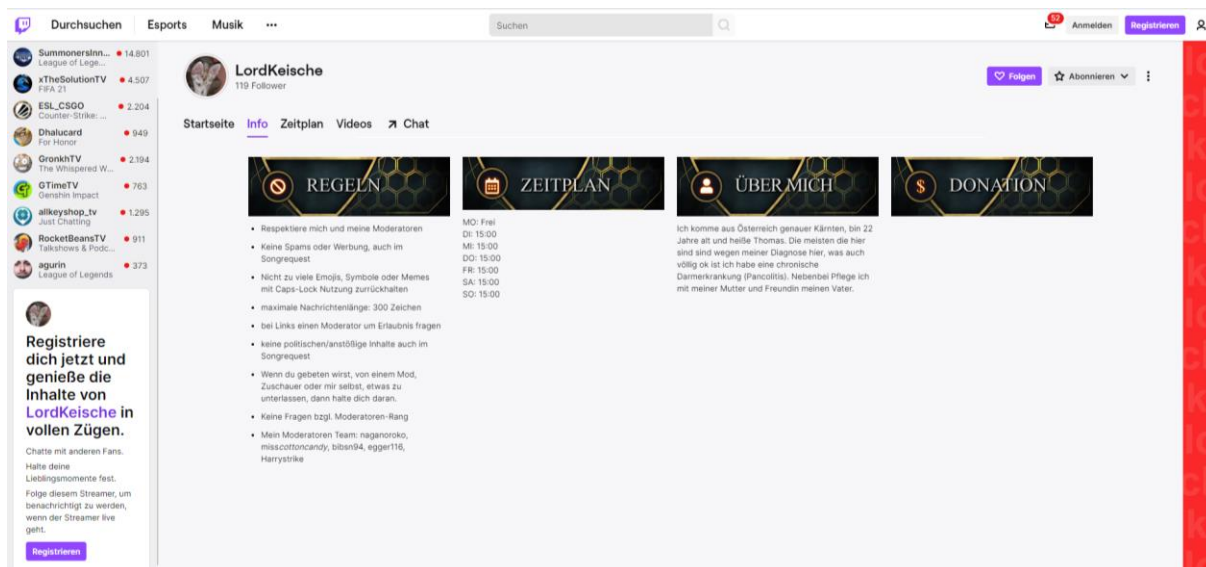 Durchsuchen Esports Musik ...
Suchen
52
Anmelden Registrieren
SummonersInn... 14.801
League of Lege...
xTheSolutionTV 4.507
FIFA 21
ESL_CSGO 2.204
Counter-Strike: ...
Dhalucard 949
For Honor
GronkhTV 2.194
The Whispered W...
GTimeTV 763
Genshin Impact
allkeyshop_tv 1.295
Just Chatting
RocketBeansTV 911
Talkshows & Podc...
agurin 373
League of Legends
Registriere
dich jetzt und
genieße die
Inhalte von
LordKeische in
vollen Zügen.
Chatte mit anderen Fans.
Halte deine
Lieblingsmomente fest.
Folge diesem Streamer, um
benachrichtigt zu werden,
wenn der Streamer live
geht.
Registrieren
LordKeische
119 Follower
Folgen Abonnieren
Startseite Info Zeitplan Videos Chat
REGELN
• Respektiere mich und meine Moderatoren
• Keine Spams oder Werbung, auch im
Songrequest
• Nicht zu viele Emojis, Symbole oder Memes
mit Caps-Lock Nutzung zurrückhalten
• maximale Nachrichtenlänge: 300 Zeichen
• bei Links einen Moderator um Erlaubnis fragen
• keine politischen/anstößige Inhalte auch im
Songrequest
• Wenn du gebeten wirst, von einem Mod,
Zuschauer oder mir selbst, etwas zu
unterlassen, dann halte dich daran.
• Keine Fragen bzgl. Moderatoren-Rang
• Mein Moderatoren Team: naganoroko,
misscottoncandy, bibsn94, egger116,
Harrystrike
ZEITPLAN
MO: Frei
DI: 15:00
MI: 15:00
DO: 15:00
FR: 15:00
SA: 15:00
SO: 15:00
ÜBER MICH
Ich komme aus Österreich genauer Kärnten, bin 22
Jahre alt und heiße Thomas. Die meisten die hier
sind sind wegen meiner Diagnose hier, was auch
völlig ok ist ich habe eine chronische
Darmerkrankung (Pancolitis). Nebenbei Pflege ich
mit meiner Mutter und Freundin meinen Vater.
$ DONATION